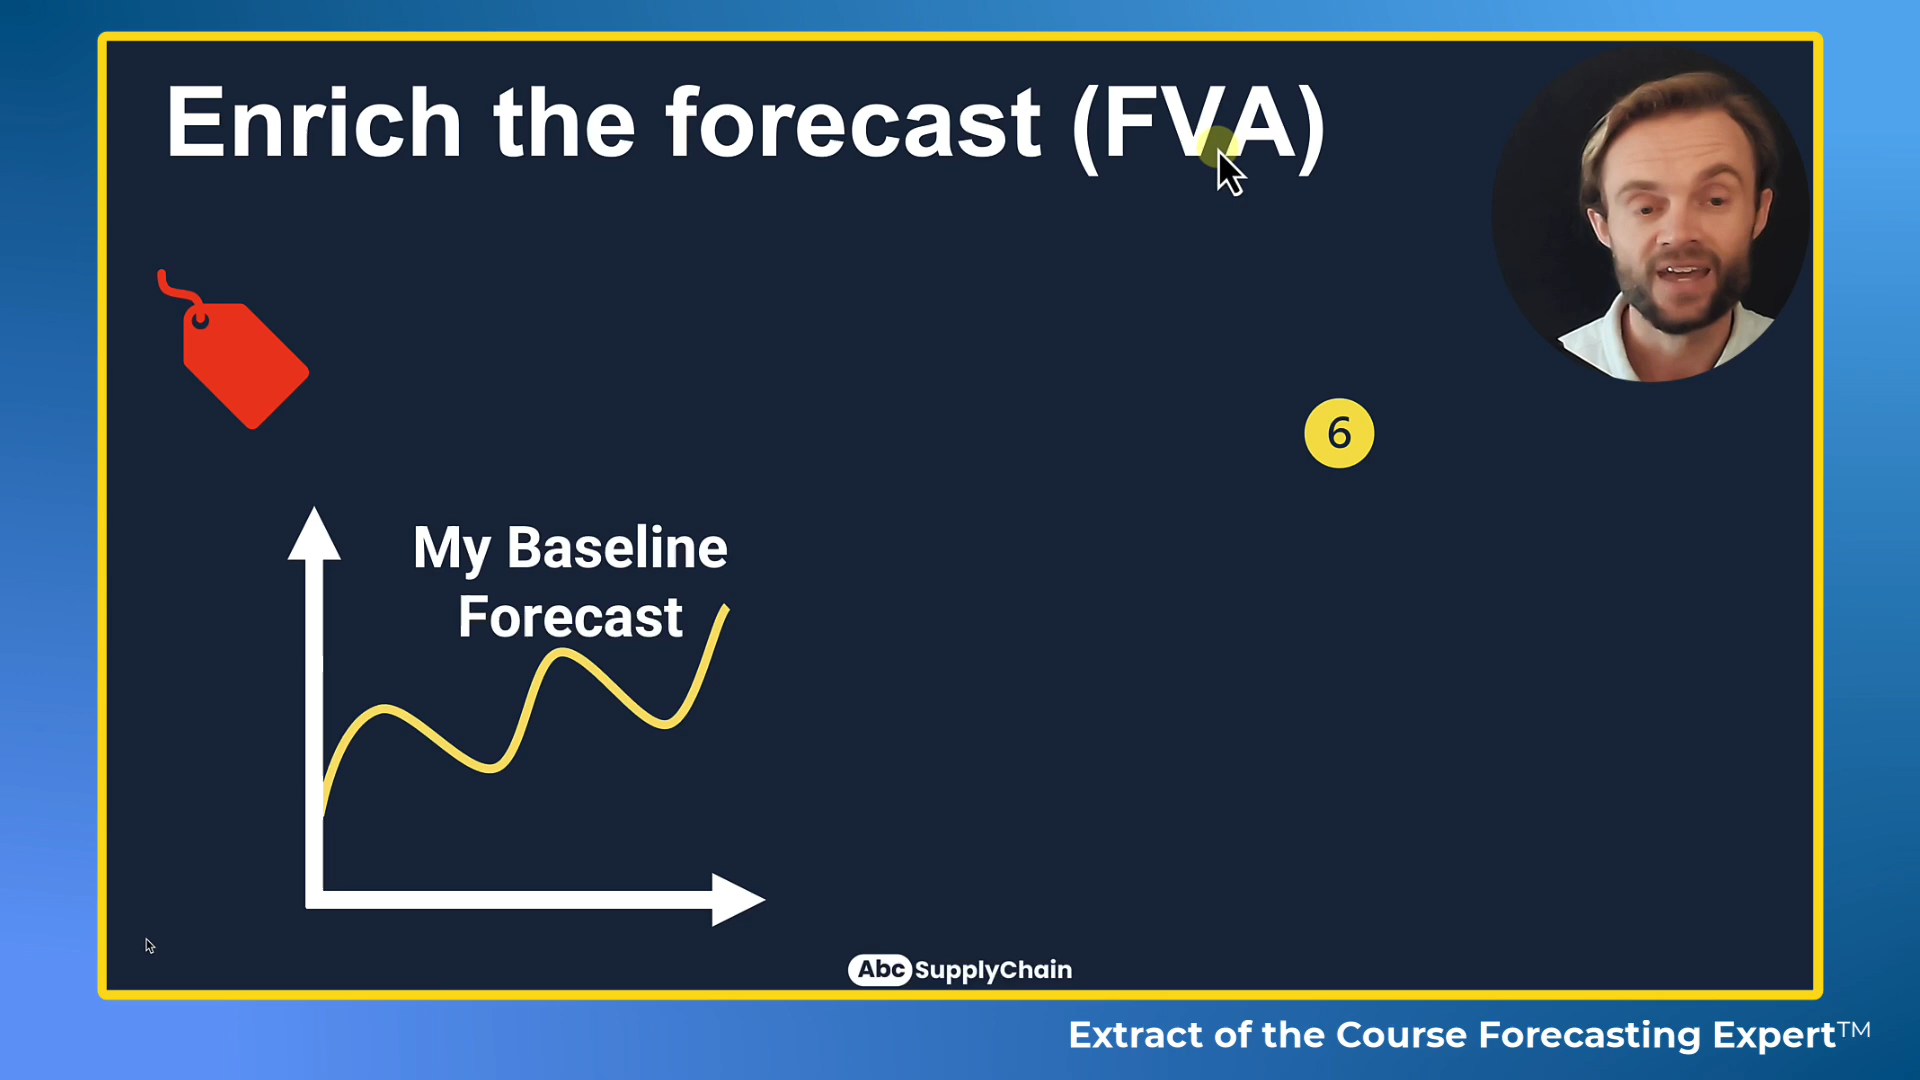 Enrich the forecast (FVA)
6
My Baseline
Forecast
Abc SupplyChain
Extract of the Course Forecasting Expert™